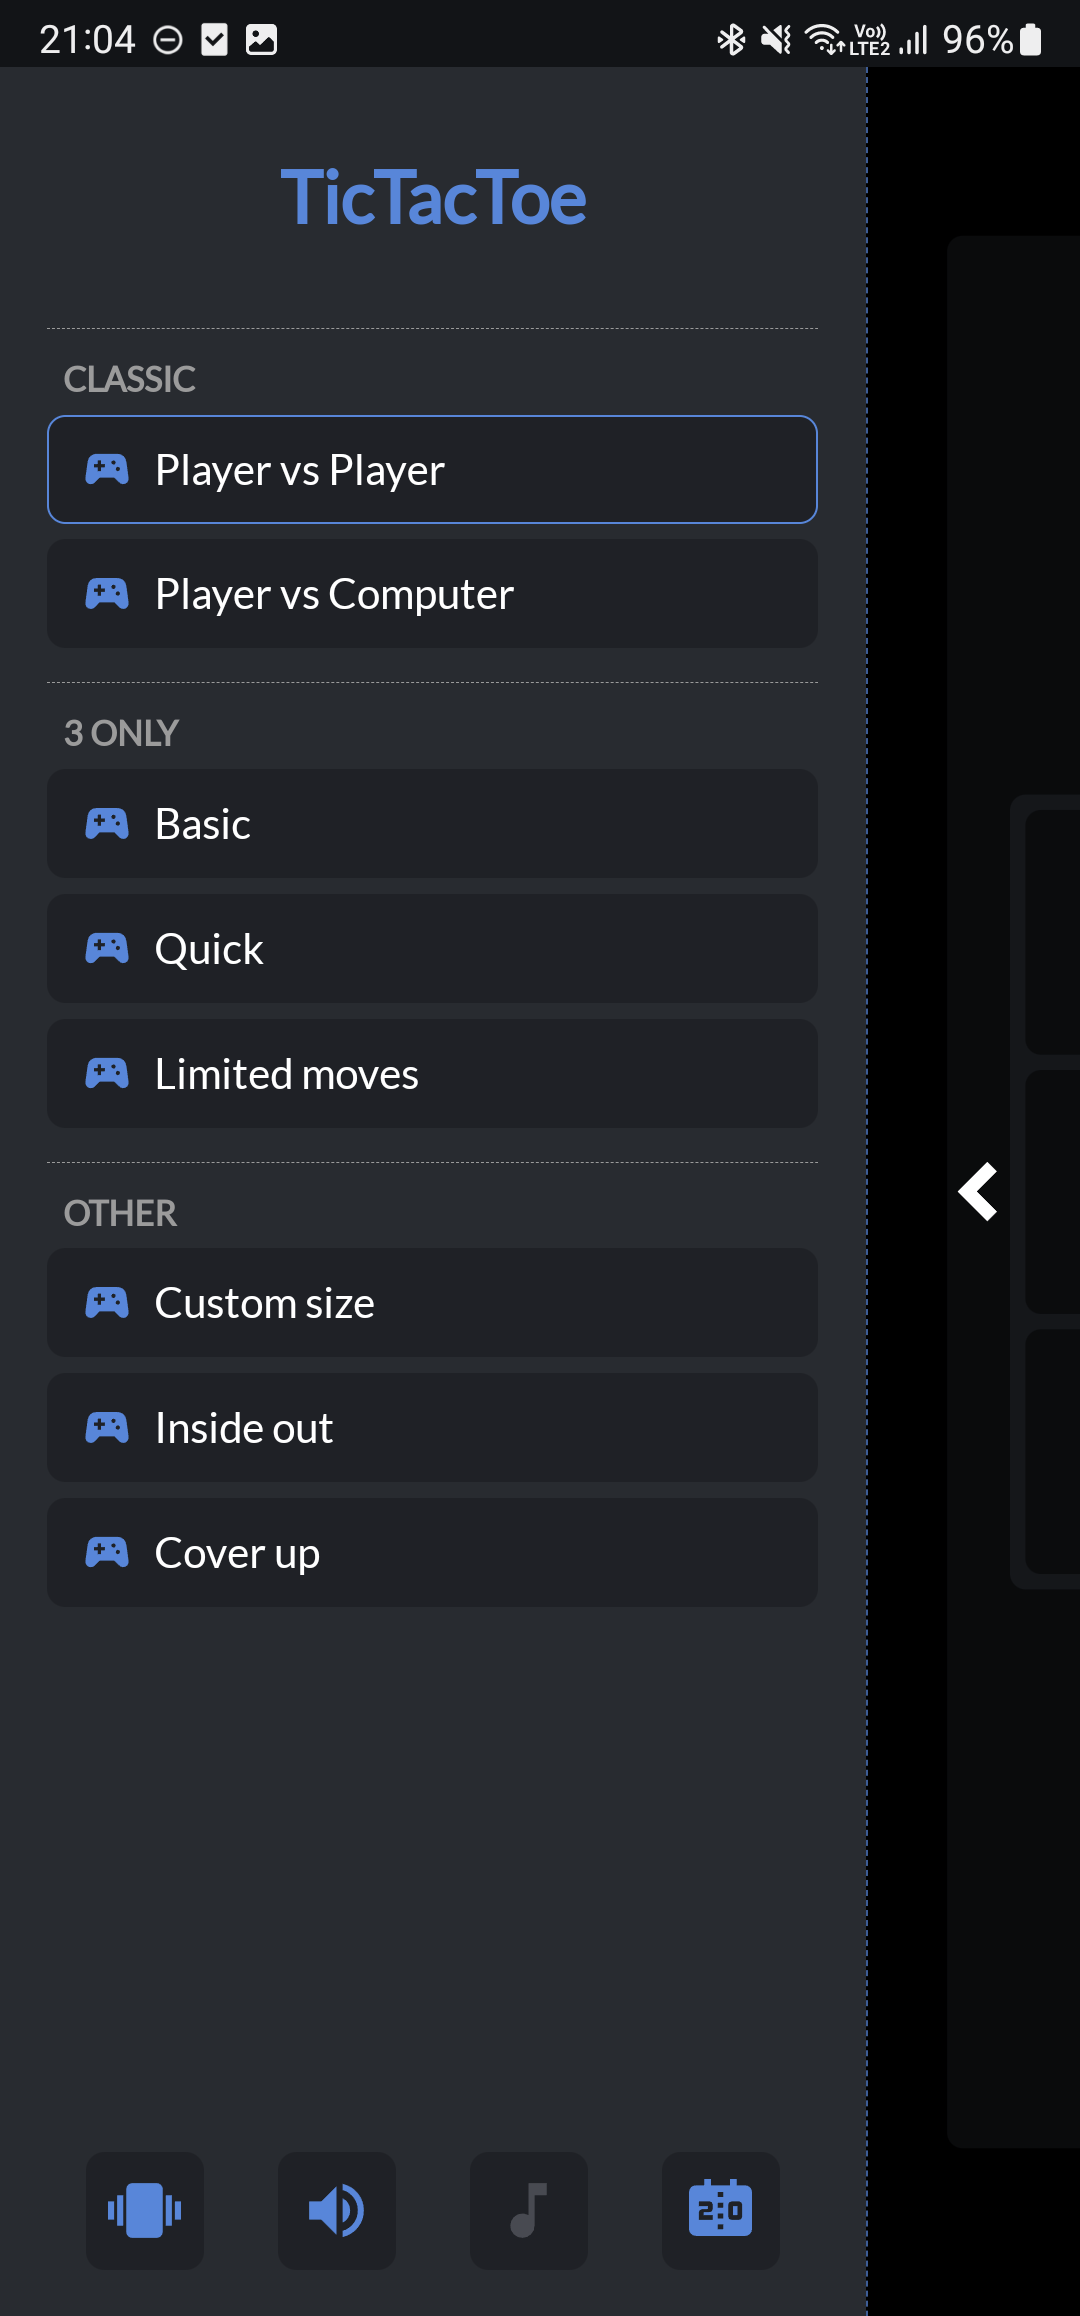 21:04
Vo)) LTE2 96%
TicTacToe
CLASSIC
Player vs Player
Player vs Computer
3 ONLY
Basic
Quick
Limited moves
OTHER
Custom size
Inside out
Cover up
2:0